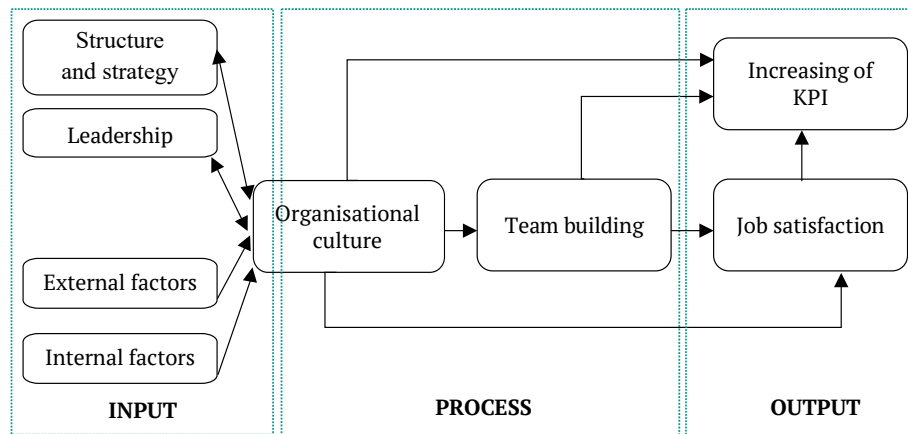 Structure
and strategy
Leadership
External factors
Internal factors
INPUT
Organisational
culture
Team building
PROCESS
Increasing of
KPI
Job satisfaction
OUTPUT